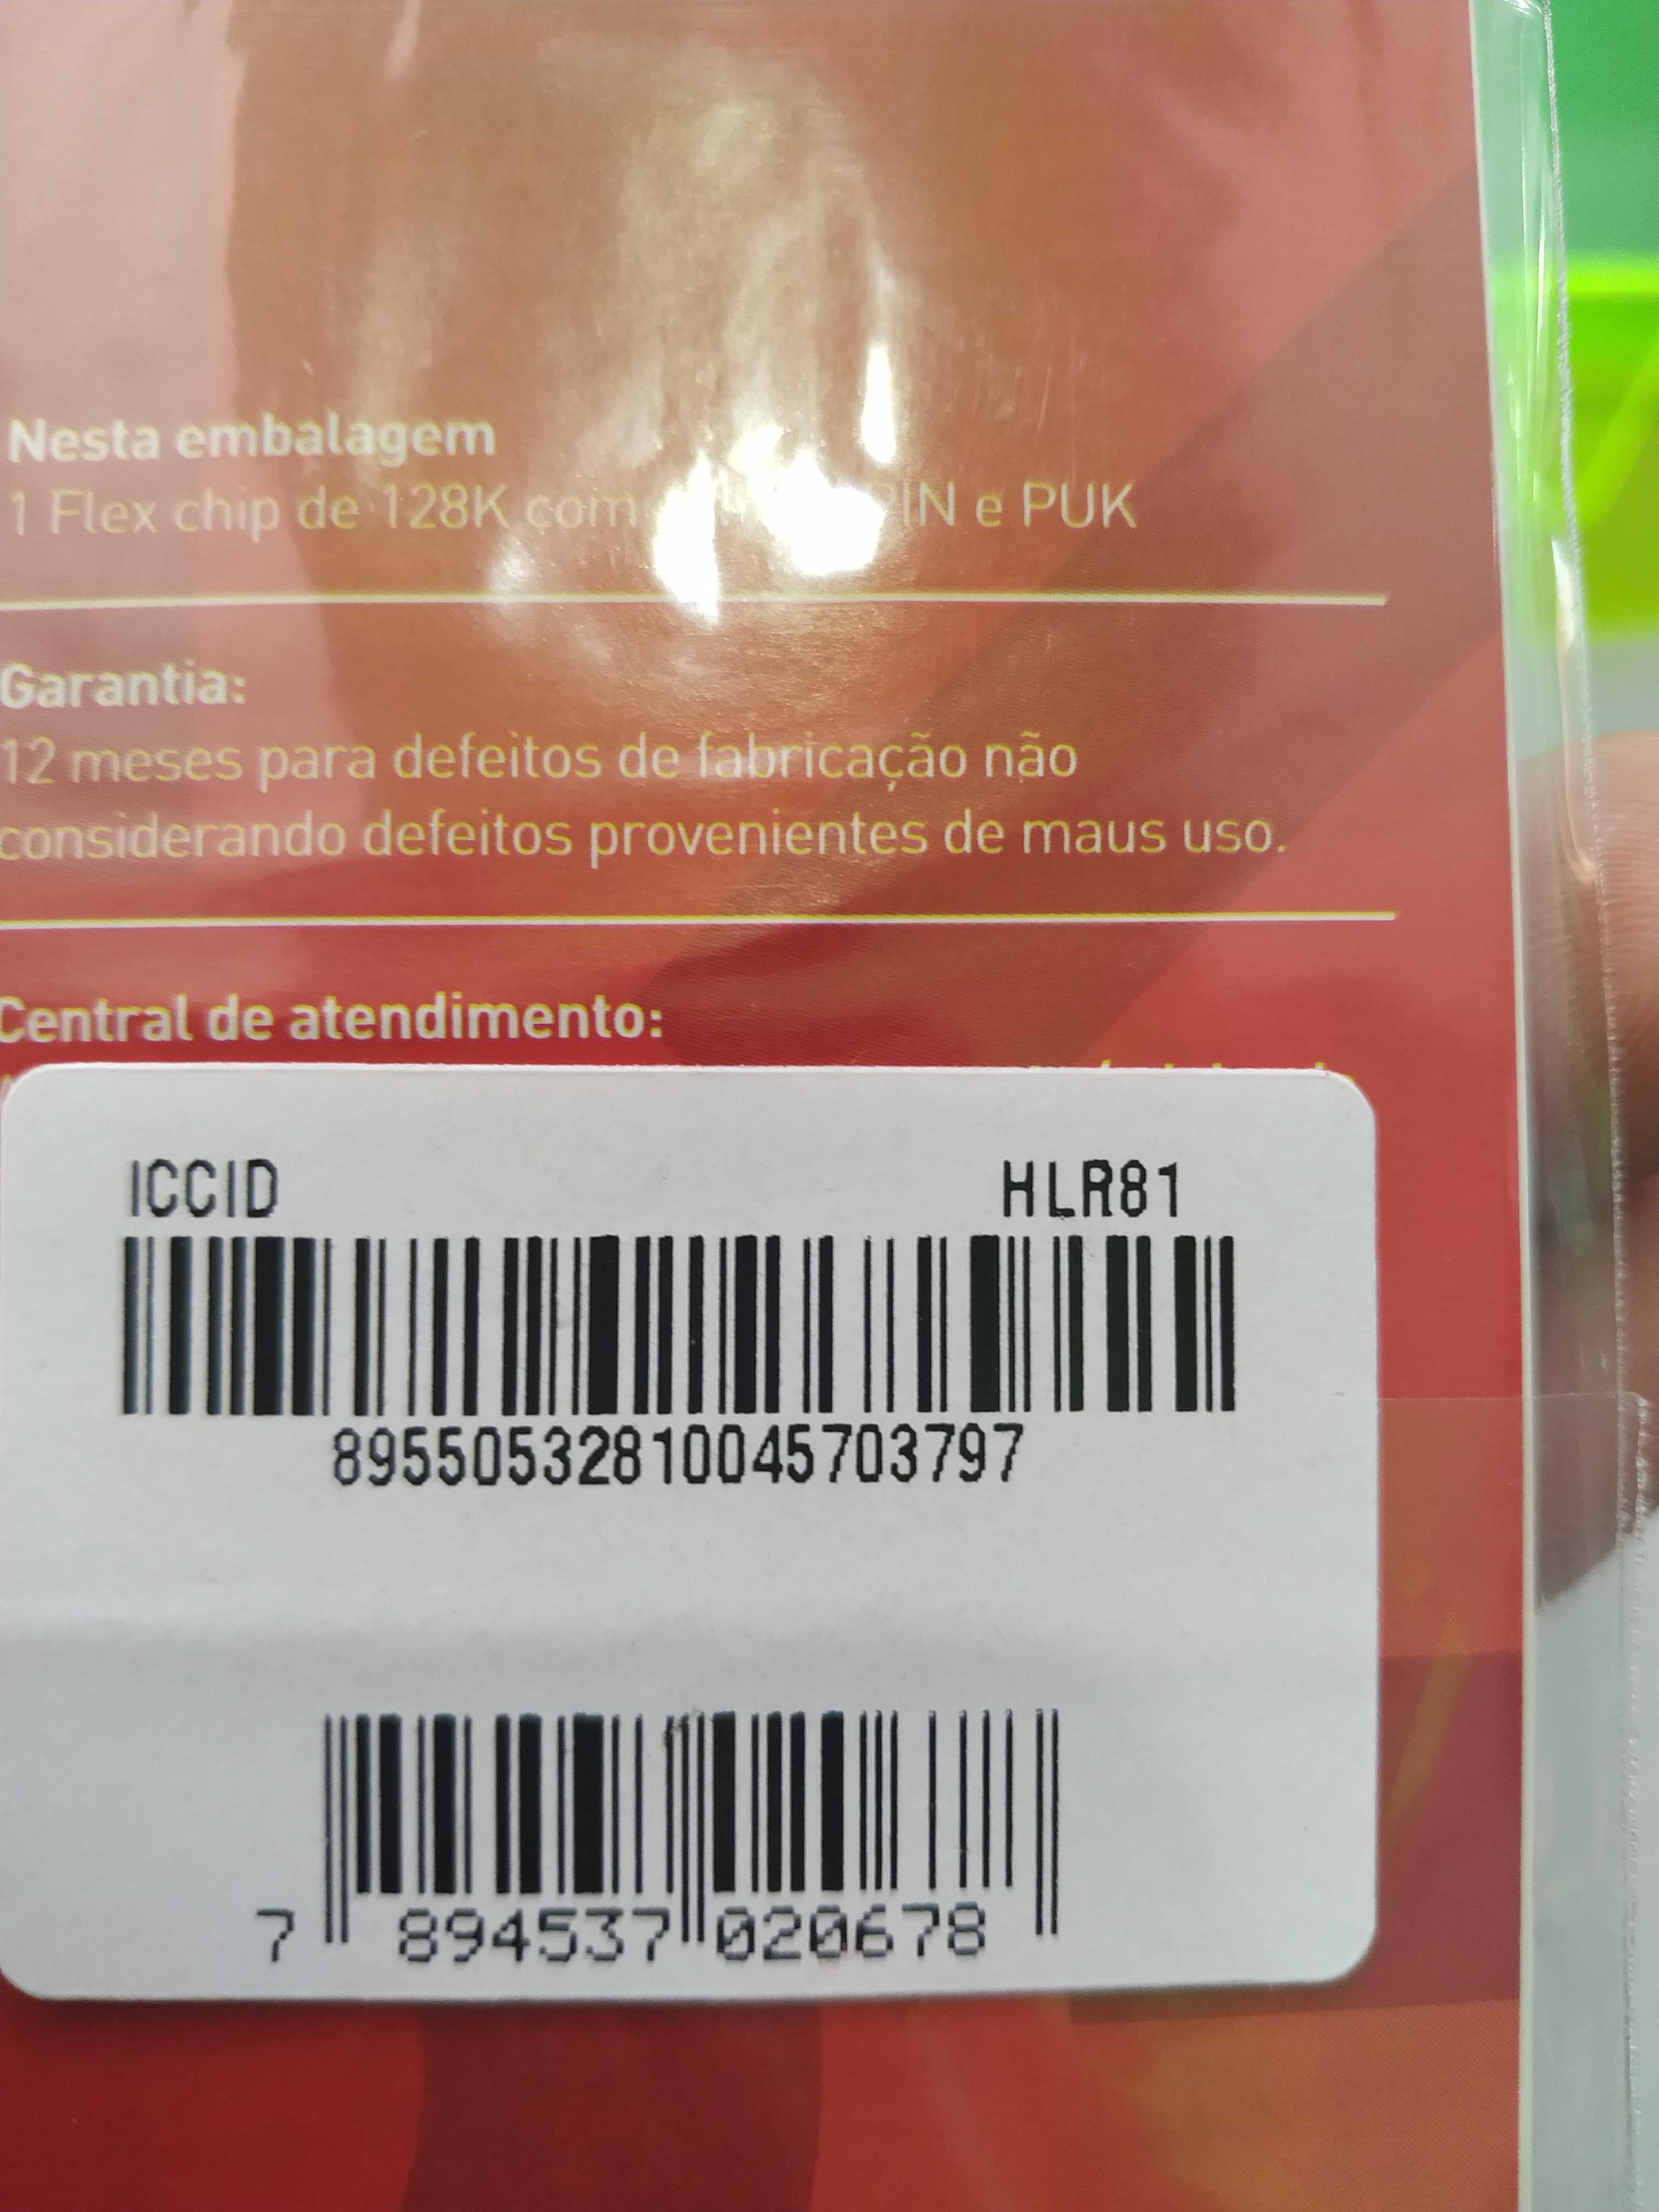 Nesta embalagem
1 Flex chip de 128K com PIN e PUK
Garantia:
12 meses para defeitos de fabricação não
considerando defeitos provenientes de maus uso.
Central de atendimento:
ICCID HLR81
89550532810045703797
7 894537 020678